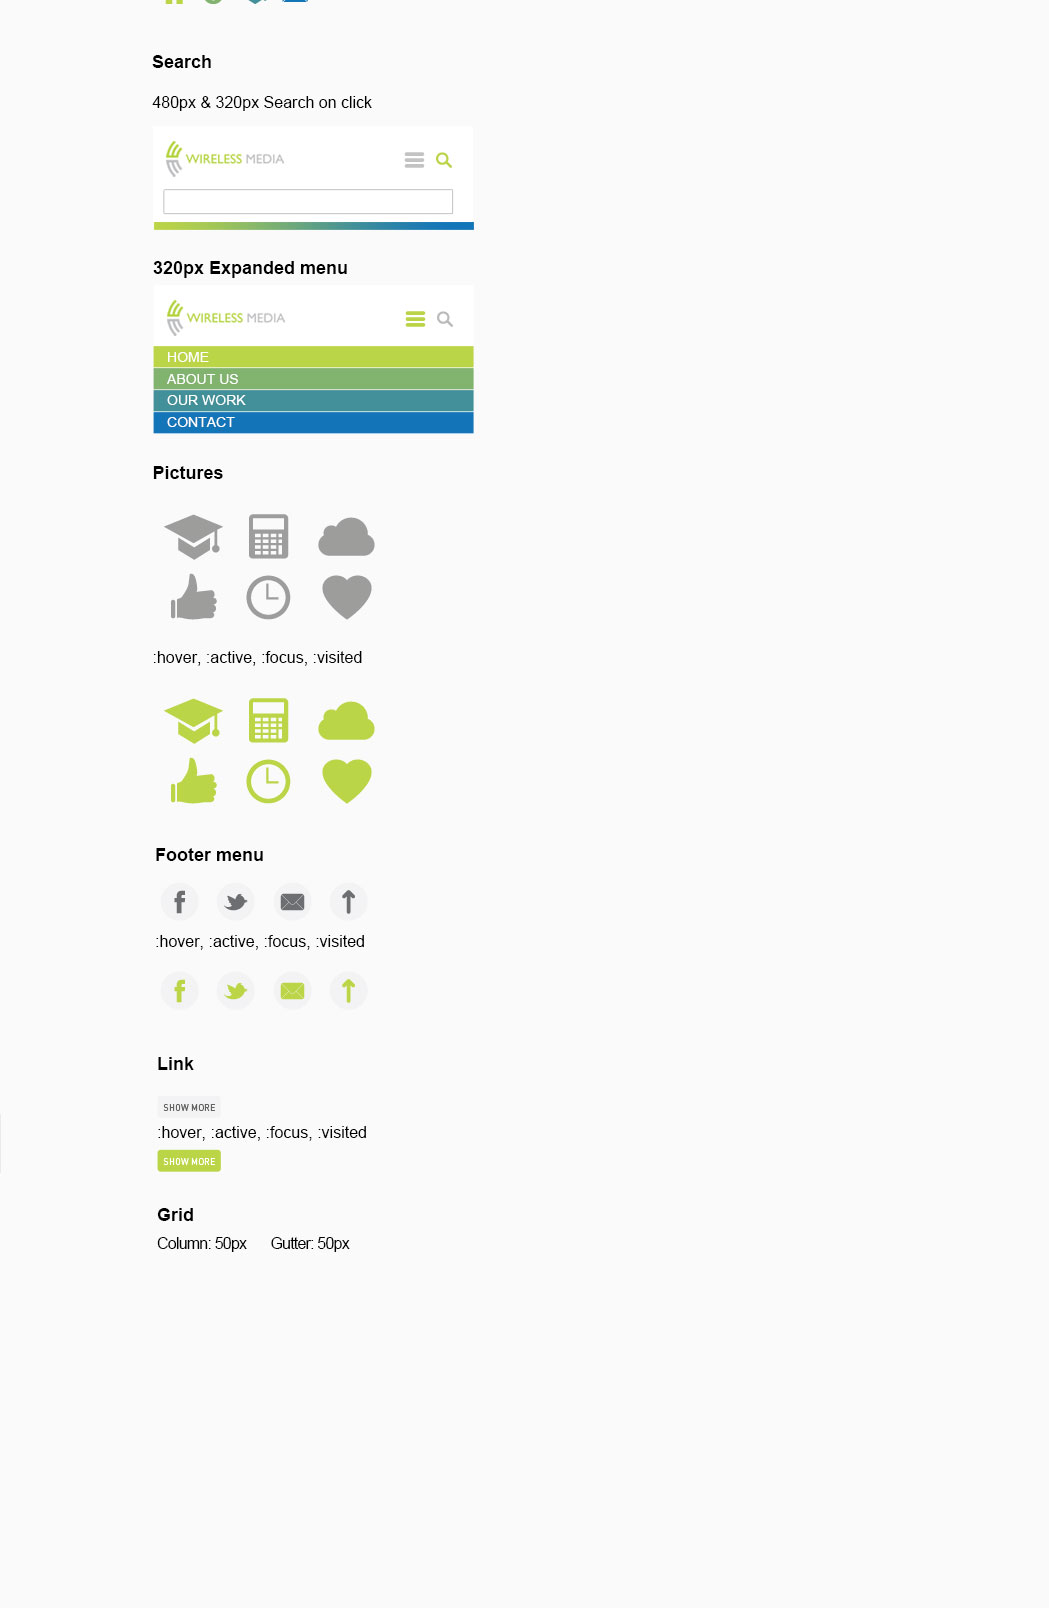 Search
480px & 320px Search on click
WIRELESS MEDIA
320px Expanded menu
WIRELESS MEDIA
HOME
ABOUT US
OUR WORK
CONTACT
Pictures
:hover, :active, :focus, :visited
Footer menu
:hover, :active, :focus, :visited
Link
SHOW MORE
:hover, :active, :focus, :visited
SHOW MORE
Grid
Column: 50px Gutter: 50px